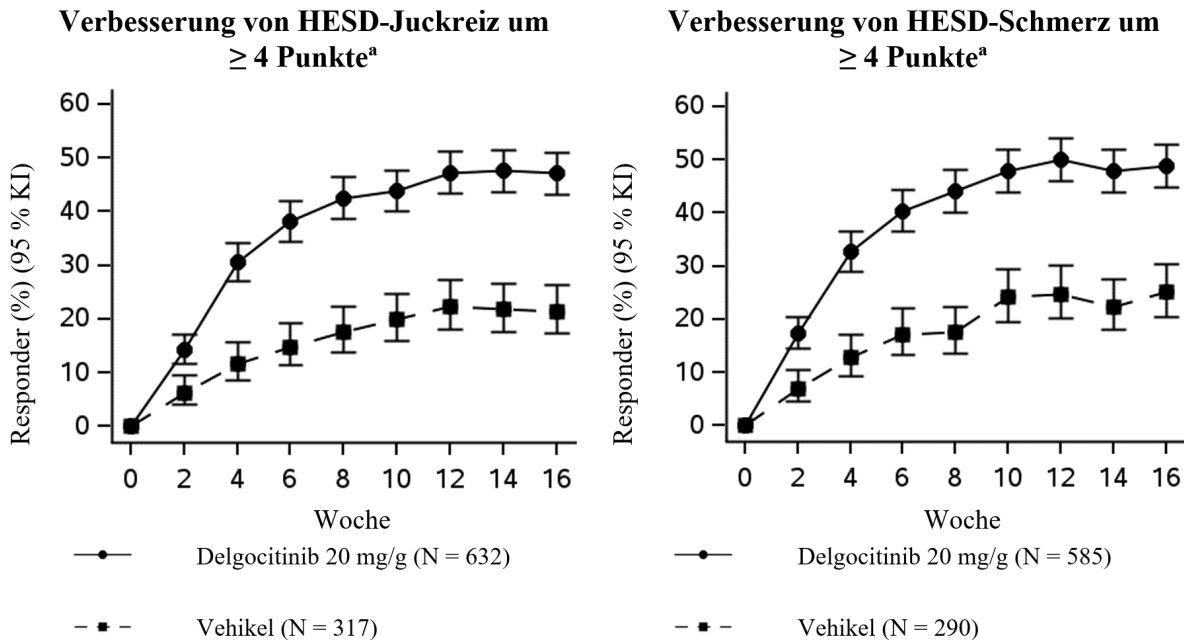 Verbesserung von HESD-Juckreiz um
≥ 4 Punkteᵃ
Responder (%) (95 % KI)
60
50
40
30
20
10
0
0 2 4 6 8 10 12 14 16
Woche
Delgocitinib 20 mg/g (N = 632)
Vehikel (N = 317)
Verbesserung von HESD-Schmerz um
≥ 4 Punkteᵃ
Responder (%) (95 % KI)
60
50
40
30
20
10
0
0 2 4 6 8 10 12 14 16
Woche
Delgocitinib 20 mg/g (N = 585)
Vehikel (N = 290)